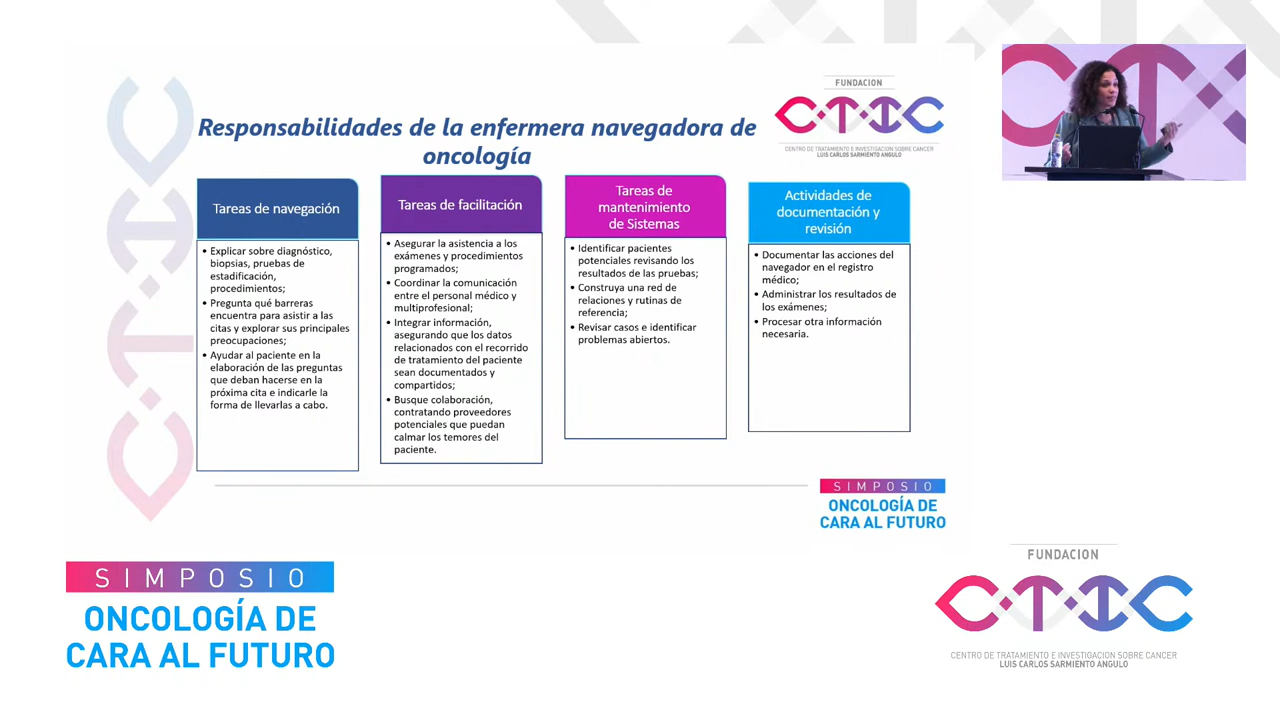 Responsabilidades de la enfermera navegadora de
oncología
FUNDACION
CTIC
CENTRO DE TRATAMIENTO E INVESTIGACION SOBRE CANCER
LUIS CARLOS SARMIENTO ANGULO
Tareas de navegación
• Explicar sobre diagnóstico,
biopsias, pruebas de
estadificación,
procedimientos;
• Pregunta qué barreras
encuentra para asistir a las
citas y explorar sus principales
preocupaciones;
• Ayudar al paciente en la
elaboración de las preguntas
que deban hacerse en la
próxima cita e indicarle la
forma de llevarlas a cabo.
Tareas de facilitación
• Asegurar la asistencia a los
exámenes y procedimientos
programados;
• Coordinar la comunicación
entre el personal médico y
multiprofesional;
• Integrar información,
asegurando que los datos
relacionados con el recorrido
de tratamiento del paciente
sean documentados y
compartidos;
• Busque colaboración,
contratando proveedores
potenciales que puedan
calmar los temores del
paciente.
Tareas de
mantenimiento
de Sistemas
• Identificar pacientes
potenciales revisando los
resultados de las pruebas;
• Construya una red de
relaciones y rutinas de
referencia;
• Revisar casos e identificar
problemas abiertos.
Actividades de
documentación y
revisión
• Documentar las acciones del
navegador en el registro
médico;
• Administrar los resultados de
los exámenes;
• Procesar otra información
necesaria.
SIMPOSIO
ONCOLOGÍA DE
CARA AL FUTURO
SIMPOSIO
ONCOLOGÍA DE
CARA AL FUTURO
FUNDACION
CTIC
CENTRO DE TRATAMIENTO E INVESTIGACION SOBRE CANCER
LUIS CARLOS SARMIENTO ANGULO